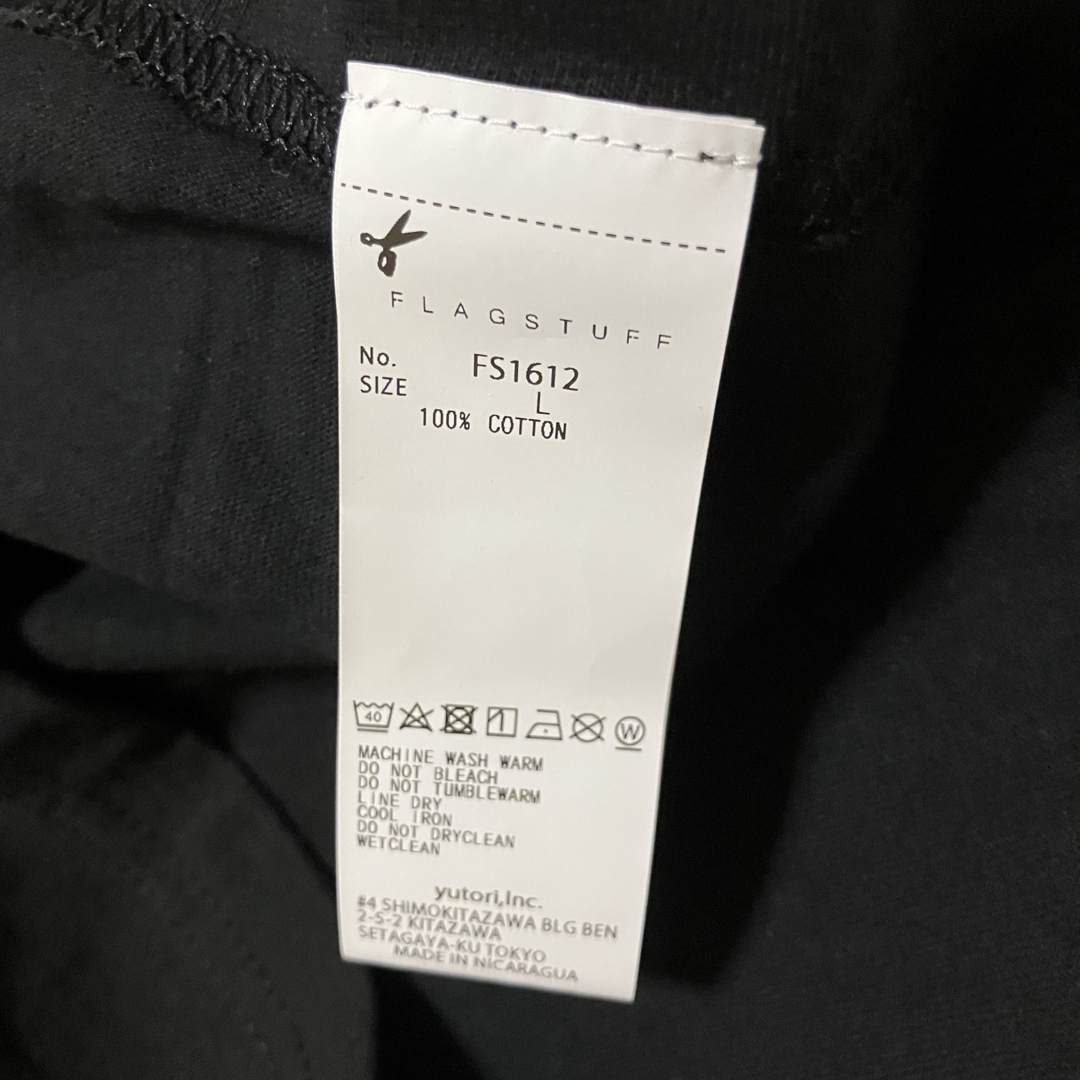 FLAGSTUFF
No. FS1612
SIZE L
100% COTTON
40
MACHINE WASH WARM
DO NOT BLEACH
DO NOT TUMBLEWARM
LINE DRY
COOL IRON
DO NOT DRYCLEAN
WETCLEAN
yutori,Inc.
#4 SHIMOKITAZAWA BLG BEN
2-5-2 KITAZAWA
SETAGAYA-KU TOKYO
MADE IN NICARAGUA